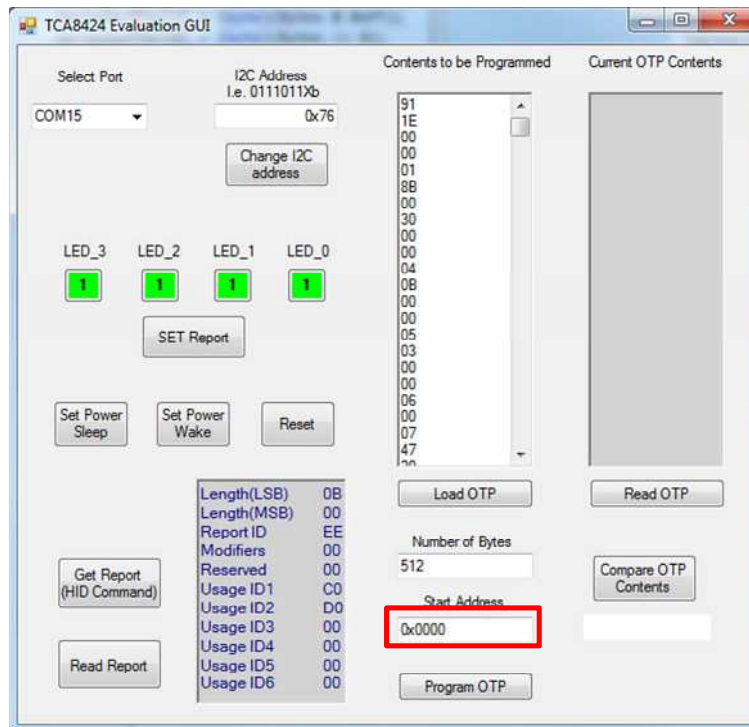 TCA8424 Evaluation GUI
Select Port
COM15
I2C Address
I.e. 0111011Xb
0x76
Change I2C
address
LED_3 LED_2 LED_1 LED_0
1 1 1 1
SET Report
Set Power
Sleep
Set Power
Wake
Reset
Get Report
(HID Command)
Read Report
Length(LSB) 0B
Length(MSB) 00
Report ID EE
Modifiers 00
Reserved 00
Usage ID1 C0
Usage ID2 D0
Usage ID3 00
Usage ID4 00
Usage ID5 00
Usage ID6 00
Contents to be Programmed
91
1E
00
00
01
8B
00
30
00
00
04
0B
00
00
05
03
00
00
06
00
07
47
Load OTP
Number of Bytes
512
Start Address
0x0000
Program OTP
Current OTP Contents
Read OTP
Compare OTP
Contents